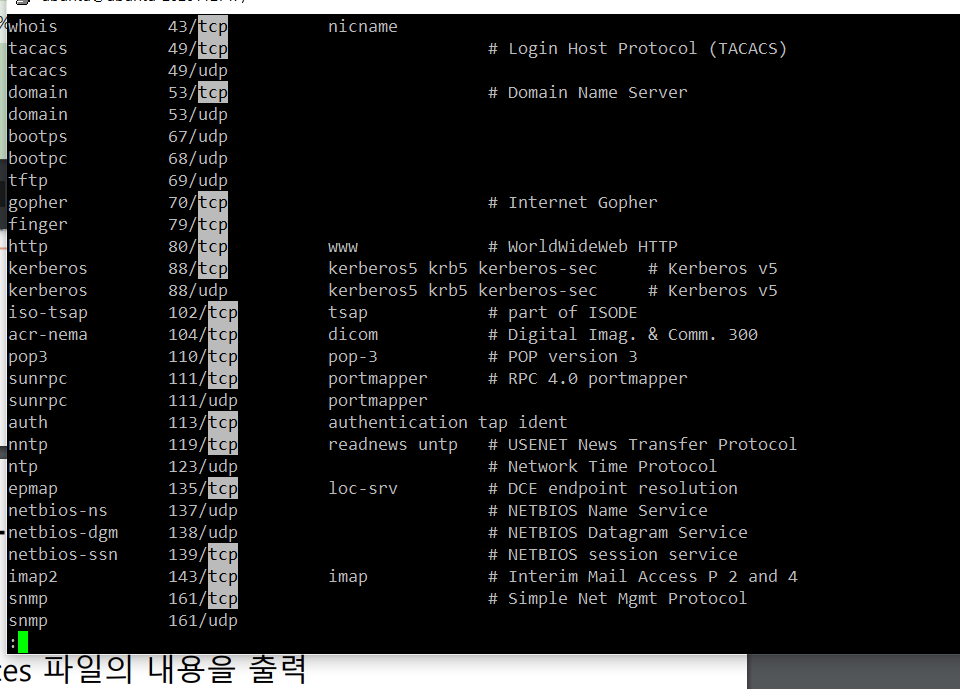 whois 43/tcp nicname
tacacs 49/tcp # Login Host Protocol (TACACS)
tacacs 49/udp
domain 53/tcp # Domain Name Server
domain 53/udp
bootps 67/udp
bootpc 68/udp
tftp 69/udp
gopher 70/tcp # Internet Gopher
finger 79/tcp
http 80/tcp www # WorldWideWeb HTTP
kerberos 88/tcp kerberos5 krb5 kerberos-sec # Kerberos v5
kerberos 88/udp kerberos5 krb5 kerberos-sec # Kerberos v5
iso-tsap 102/tcp tsap # part of ISODE
acr-nema 104/tcp dicom # Digital Imag. & Comm. 300
pop3 110/tcp pop-3 # POP version 3
sunrpc 111/tcp portmapper # RPC 4.0 portmapper
sunrpc 111/udp portmapper
auth 113/tcp authentication tap ident
nntp 119/tcp readnews untp # USENET News Transfer Protocol
ntp 123/udp # Network Time Protocol
epmap 135/tcp loc-srv # DCE endpoint resolution
netbios-ns 137/udp # NETBIOS Name Service
netbios-dgm 138/udp # NETBIOS Datagram Service
netbios-ssn 139/tcp # NETBIOS session service
imap2 143/tcp imap # Interim Mail Access P 2 and 4
snmp 161/tcp # Simple Net Mgmt Protocol
snmp 161/udp
:
ces 파일의 내용을 출력